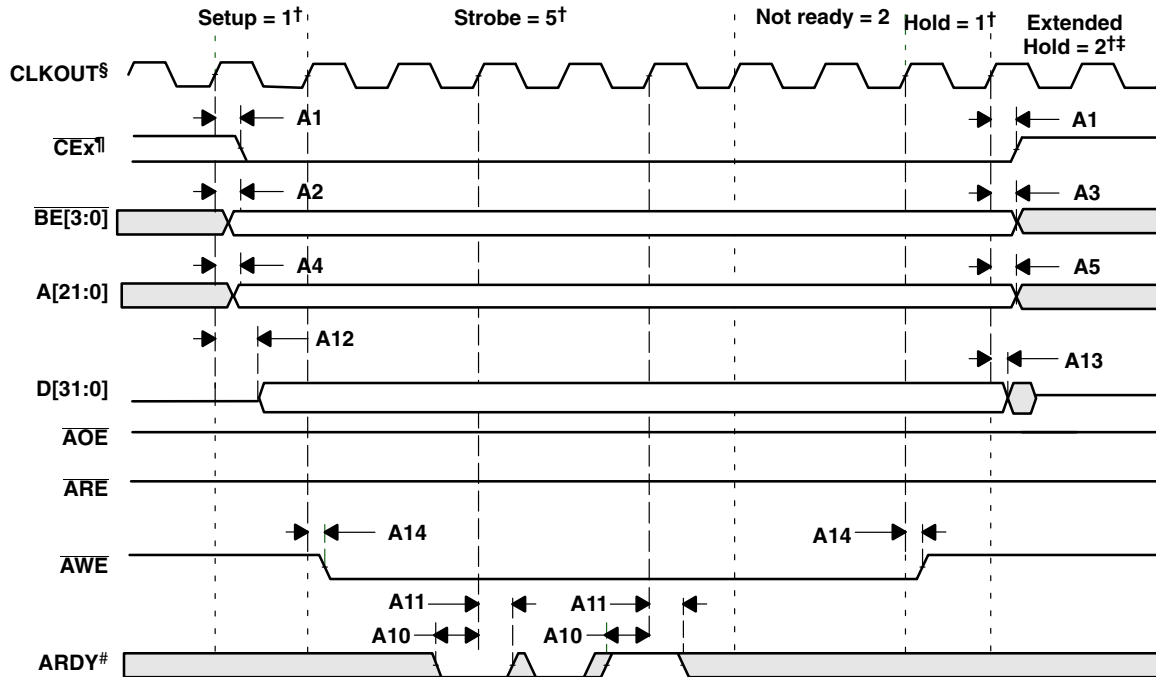 Setup = 1† Strobe = 5† Not ready = 2 Hold = 1† Extended
Hold = 2†‡
CLKOUT§
A1 A1
CEx¶
A2 A3
BE[3:0]
A4 A5
A[21:0]
A12
A13
D[31:0]
AOE
ARE
A14 A14
AWE
A11 A11
A10 A10
ARDY#